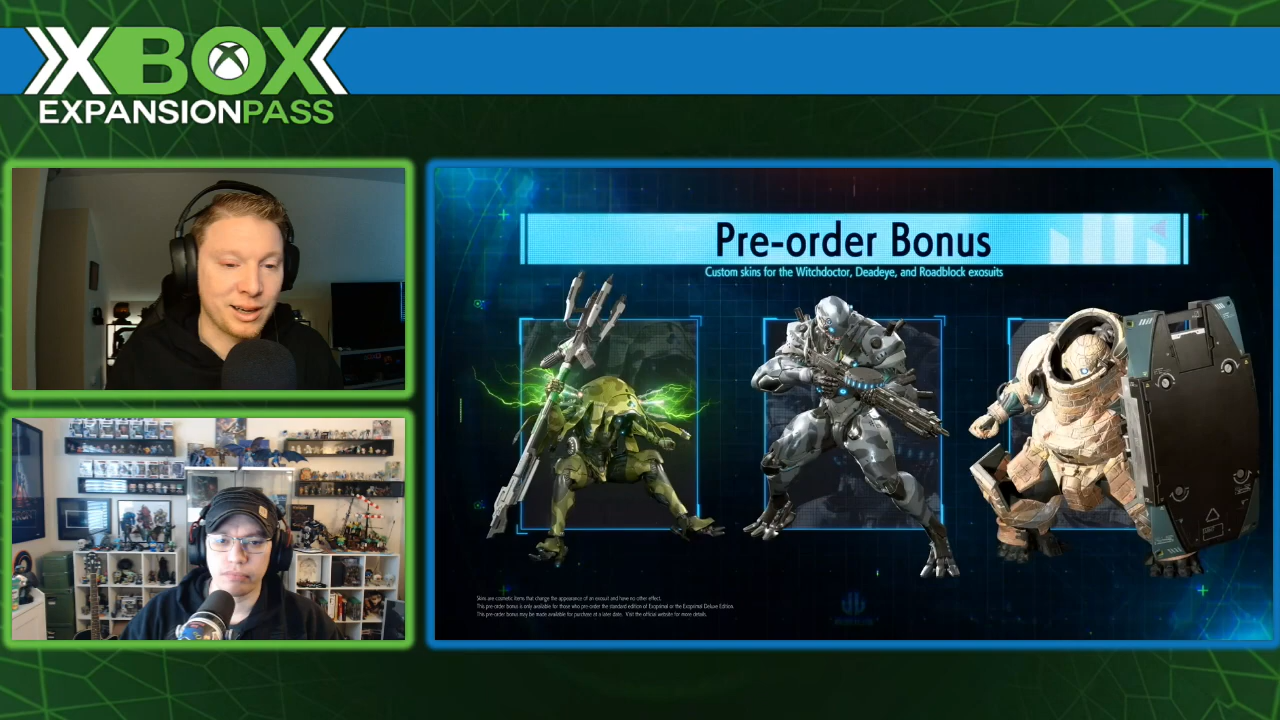 XBOX
EXPANSIONPASS
Pre-order Bonus
Custom skins for the Witchdoctor, Deadeye, and Roadblock exosuits
Skins are cosmetic items that change the appearance of an exosuit and have no other effect.
This pre-order bonus is only available for those who pre-order the standard edition of Exoprimal or the Exoprimal Deluxe Edition.
This pre-order bonus may be made available for purchase at a later date. Visit the official website for more details.